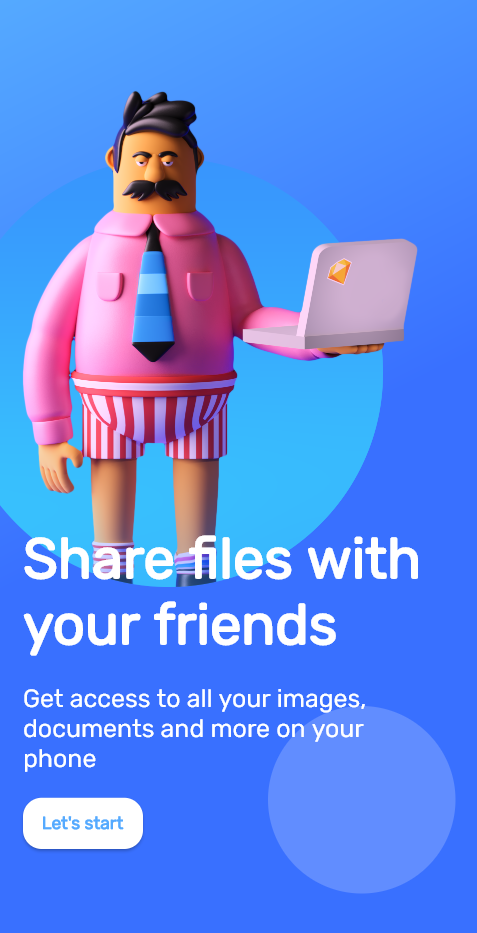 Share files with
your friends
Get access to all your images,
documents and more on your
phone
Let's start